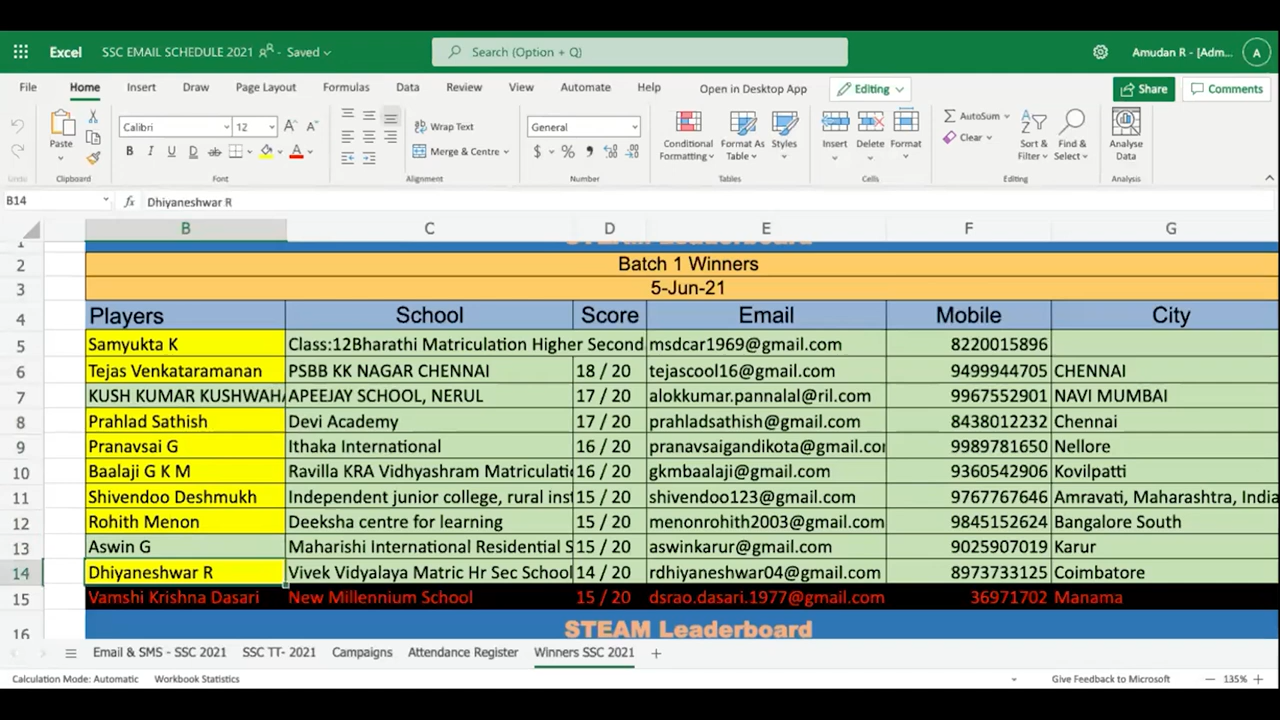 Excel SSC EMAIL SCHEDULE 2021 - Saved Search (Option + Q) Amudan R - [Adm... A
File Home Insert Draw Page Layout Formulas Data Review View Automate Help Open in Desktop App Editing Share Comments
Calibri 12 Wrap Text General AutoSum
Paste Merge & Centre Conditional Formatting Format As Table Styles Insert Delete Format Clear Sort & Filter Find & Select Analyse Data
Undo Clipboard Font Alignment Number Tables Cells Editing Analysis
B14 fx Dhiyaneshwar R
B C D E F G
1 STEAM Leaderboard
2 Batch 1 Winners
3 5-Jun-21
4 Players School Score Email Mobile City
5 Samyukta K Class:12Bharathi Matriculation Higher Second msdcar1969@gmail.com 8220015896
6 Tejas Venkataramanan PSBB KK NAGAR CHENNAI 18 / 20 tejascool16@gmail.com 9499944705 CHENNAI
7 KUSH KUMAR KUSHWAHA APEEJAY SCHOOL, NERUL 17 / 20 alokkumar.pannalal@ril.com 9967552901 NAVI MUMBAI
8 Prahlad Sathish Devi Academy 17 / 20 prahladsathish@gmail.com 8438012232 Chennai
9 Pranavsai G Ithaka International 16 / 20 pranavsaigandikota@gmail.com 9989781650 Nellore
10 Baalaji G K M Ravilla KRA Vidhyashram Matriculati 16 / 20 gkmbaalaji@gmail.com 9360542906 Kovilpatti
11 Shivendoo Deshmukh Independent junior college, rural inst 15 / 20 shivendoo123@gmail.com 9767767646 Amravati, Maharashtra, India
12 Rohith Menon Deeksha centre for learning 15 / 20 menonrohith2003@gmail.com 9845152624 Bangalore South
13 Aswin G Maharishi International Residential S 15 / 20 aswinkarur@gmail.com 9025907019 Karur
14 Dhiyaneshwar R Vivek Vidyalaya Matric Hr Sec School 14 / 20 rdhiyaneshwar04@gmail.com 8973733125 Coimbatore
15 Vamshi Krishna Dasari New Millennium School 15 / 20 dsrao.dasari.1977@gmail.com 36971702 Manama
16 STEAM Leaderboard
Email & SMS - SSC 2021 SSC TT- 2021 Campaigns Attendance Register Winners SSC 2021
Calculation Mode: Automatic Workbook Statistics Give Feedback to Microsoft 135%